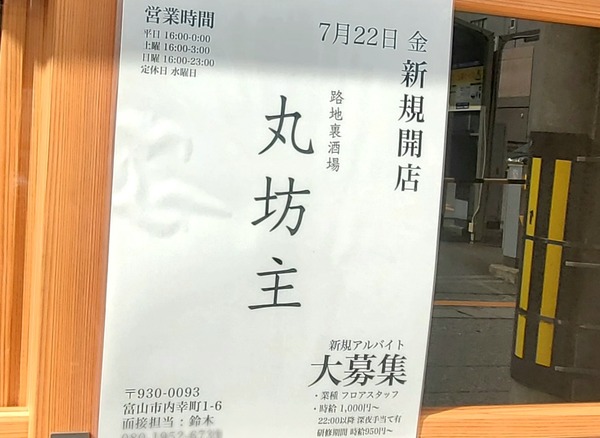 営業時間
平日 16:00-0:00
土曜 16:00-3:00
日曜 16:00-23:00
定休日 水曜日
7月22日 金
新規開店
路地裏酒場
丸坊主
新規アルバイト
大募集
・業種 フロアスタッフ
・時給 1,000円〜
22:00以降 深夜手当て有
研修期間 時給950円〜
〒930-0093
富山市内幸町1-6
面接担当：鈴木